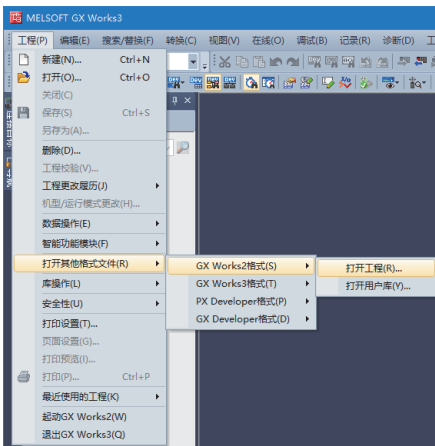 MELSOFT GX Works3
工程(P) 编辑(E) 搜索/替换(F) 转换(C) 视图(V) 在线(O) 调试(B) 记录(R) 诊断(D)
新建(N)... Ctrl+N
打开(O)... Ctrl+O
关闭(C)
保存(S) Ctrl+S
另存为(A)...
删除(D)...
工程校验(V)...
工程更改履历(J)
机型/运行模式更改(H)...
数据操作(E)
智能功能模块(F)
打开其他格式文件(R) GX Works2格式(S) 打开工程(R)...
库操作(L) GX Works3格式(T) 打开用户库(Y)...
安全性(U) PX Developer格式(P)
打印设置(T)... GX Developer格式(D)
页面设置(G)...
打印预览(I)...
打印(P)... Ctrl+P
最近使用的工程(K)
起动GX Works2(W)
退出GX Works3(Q)